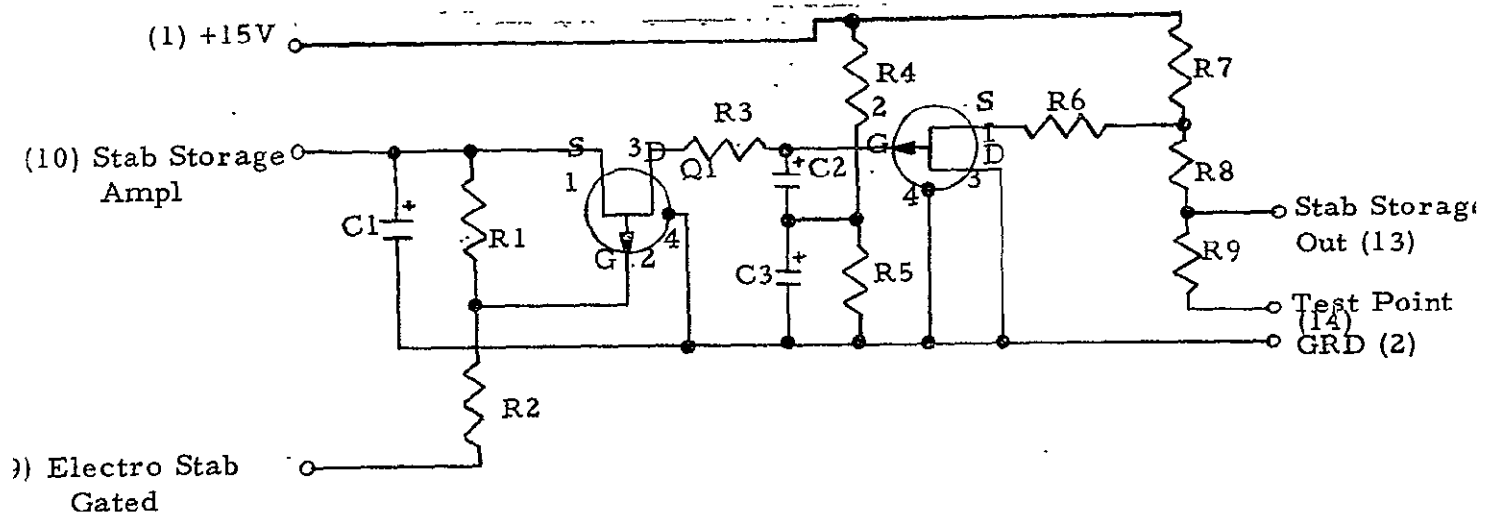 (1) +15V
R4
R7
2
S
R6
R3
1
(10) Stab Storage
Ampl
S
3
D
Q1
C2
G
D
3
4
R8
1
C1
R1
4
G
2
C3
R5
Stab Storage
Out (13)
R9
Test Point
(14)
GRD (2)
R2
9) Electro Stab
Gated